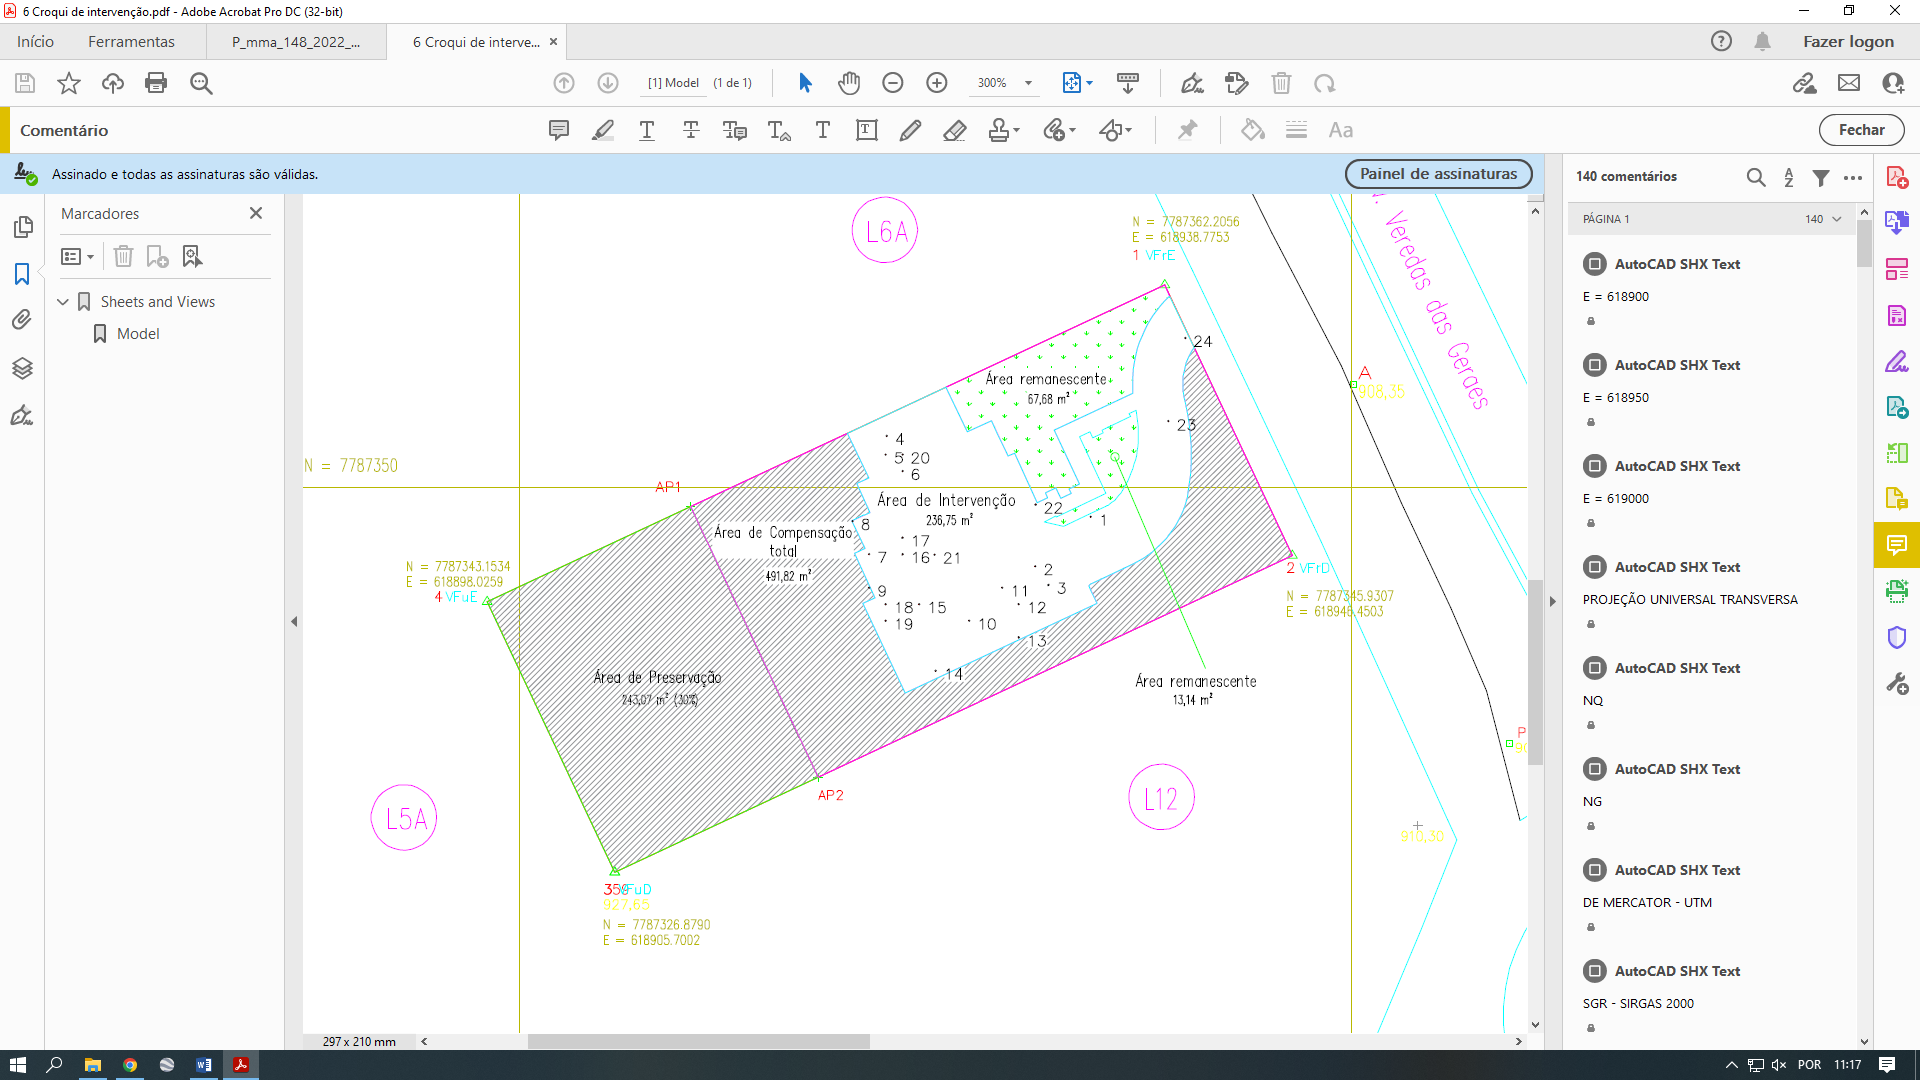 6 Croqui de intervenção.pdf - Adobe Acrobat Pro DC (32-bit)
Início
Ferramentas
P_mma_148_2022_...
6 Croqui de interve...
Fazer logon
[1] Model
(1 de 1)
300%
Comentário
Aa
Fechar
Assinado e todas as assinaturas são válidas.
Painel de assinaturas
Marcadores
Sheets and Views
Model
L6A
N = 7787362.2056
E = 618938.7753
1 VFrE
Veredas das Geraes
24
A
908,35
Área remanescente
67,68 m²
23
4
5 20
6
N = 7787350
AP1
Área de Intervenção
236,75 m²
22
1
8
Área de Compensação
total
491,82 m²
17
7
16 21
2
3
9
11
18 15
12
19
10
13
14
2 VFrD
N = 7787345.9307
E = 618946.4503
N = 7787343.1534
E = 618898.0259
4 VFuE
Área de Preservação
243,07 m² (30%)
Área remanescente
13,14 m²
AP2
L5A
L12
P
910,30
VFuD
927,65
N = 7787326.8790
E = 618905.7002
297 x 210 mm
140 comentários
PÁGINA 1
140
AutoCAD SHX Text
E = 618900
AutoCAD SHX Text
E = 618950
AutoCAD SHX Text
E = 619000
AutoCAD SHX Text
PROJEÇÃO UNIVERSAL TRANSVERSA
AutoCAD SHX Text
NQ
AutoCAD SHX Text
NG
AutoCAD SHX Text
DE MERCATOR - UTM
AutoCAD SHX Text
SGR - SIRGAS 2000
POR
11:17